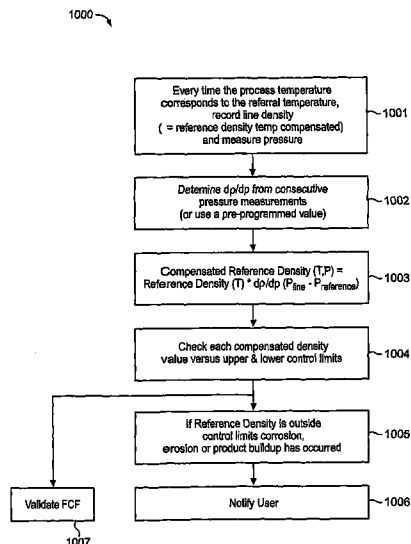 1000
Every time the process temperature
corresponds to the referral temperature,
record line density
( = reference density temp compensated)
and measure pressure
1001
Detemine dρ/dp from consecutive
pressure measurements
(or use a pre-programmed value)
1002
Compensated Reference Density (T,P) =
Reference Density (T) * dρ/dp (Pline - Preference)
1003
Check each compensated density
value versus upper & lower control limits
1004
If Reference Density is outside
control limits corrosion,
erosion or product buildup has occurred
1005
Validate FCF
1007
Notify User
1006